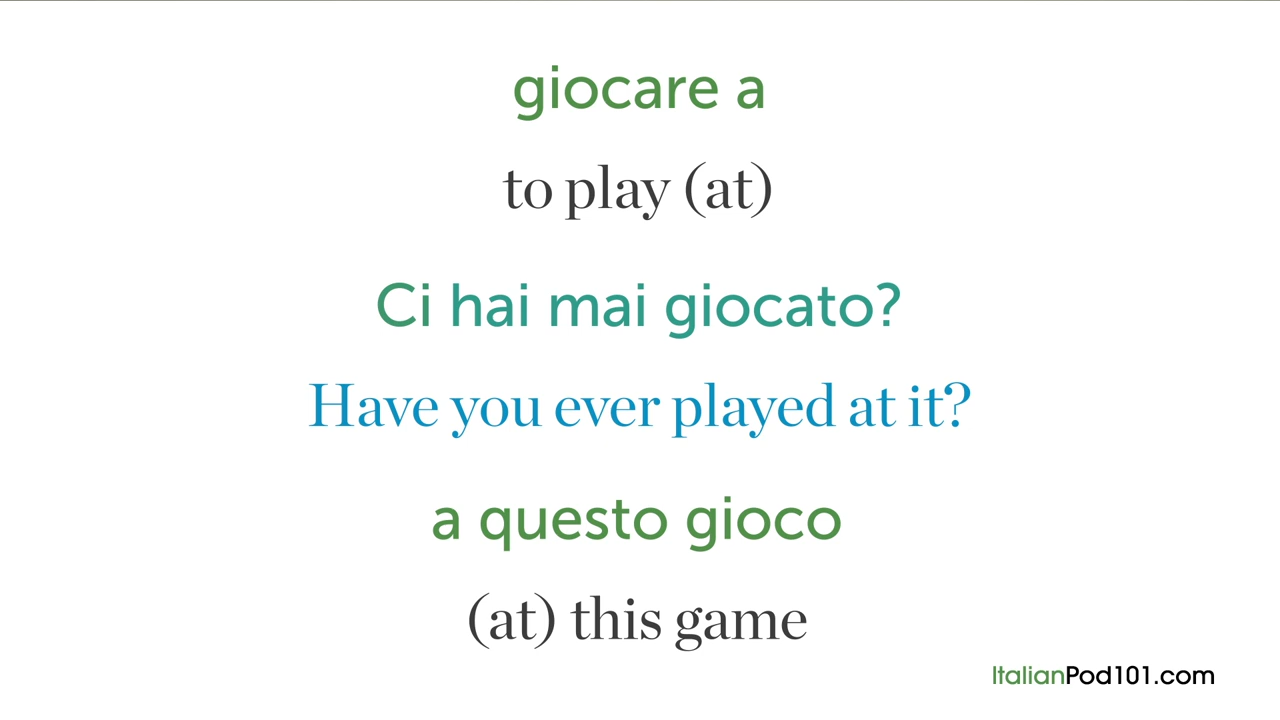 giocare a
to play (at)
Ci hai mai giocato?
Have you ever played at it?
a questo gioco
(at) this game
ItalianPod101.com